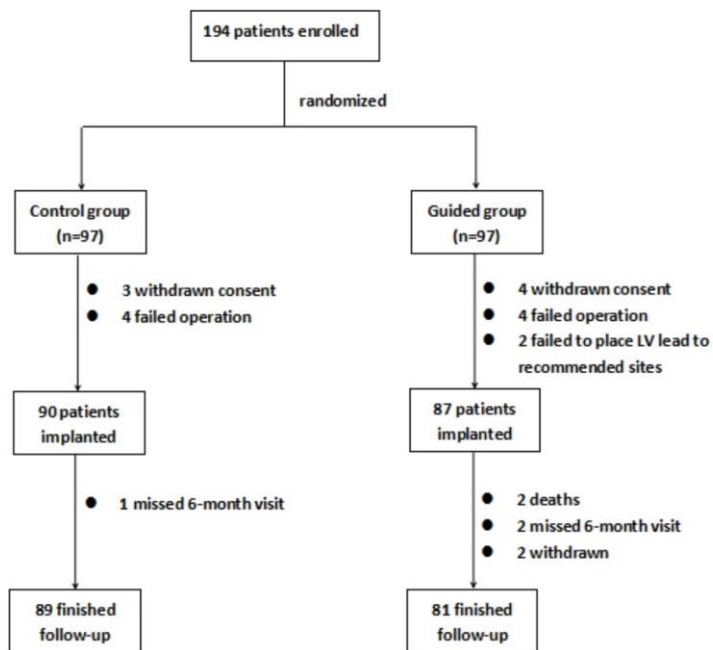 194 patients enrolled
randomized
Control group
(n=97)
Guided group
(n=97)
● 3 withdrawn consent
● 4 failed operation
● 4 withdrawn consent
● 4 failed operation
● 2 failed to place LV lead to
recommended sites
90 patients
implanted
87 patients
implanted
● 1 missed 6-month visit
● 2 deaths
● 2 missed 6-month visit
● 2 withdrawn
89 finished
follow-up
81 finished
follow-up